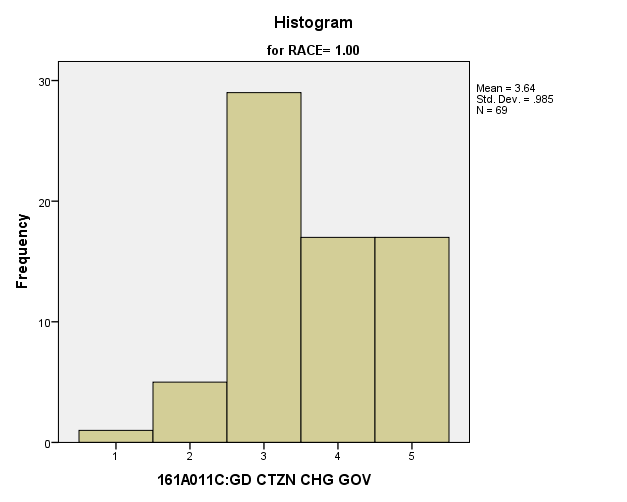 Histogram
for RACE= 1.00
Mean = 3.64
Std. Dev. = .985
N = 69
Frequency
30
20
10
0
1 2 3 4 5
161A011C:GD CTZN CHG GOV